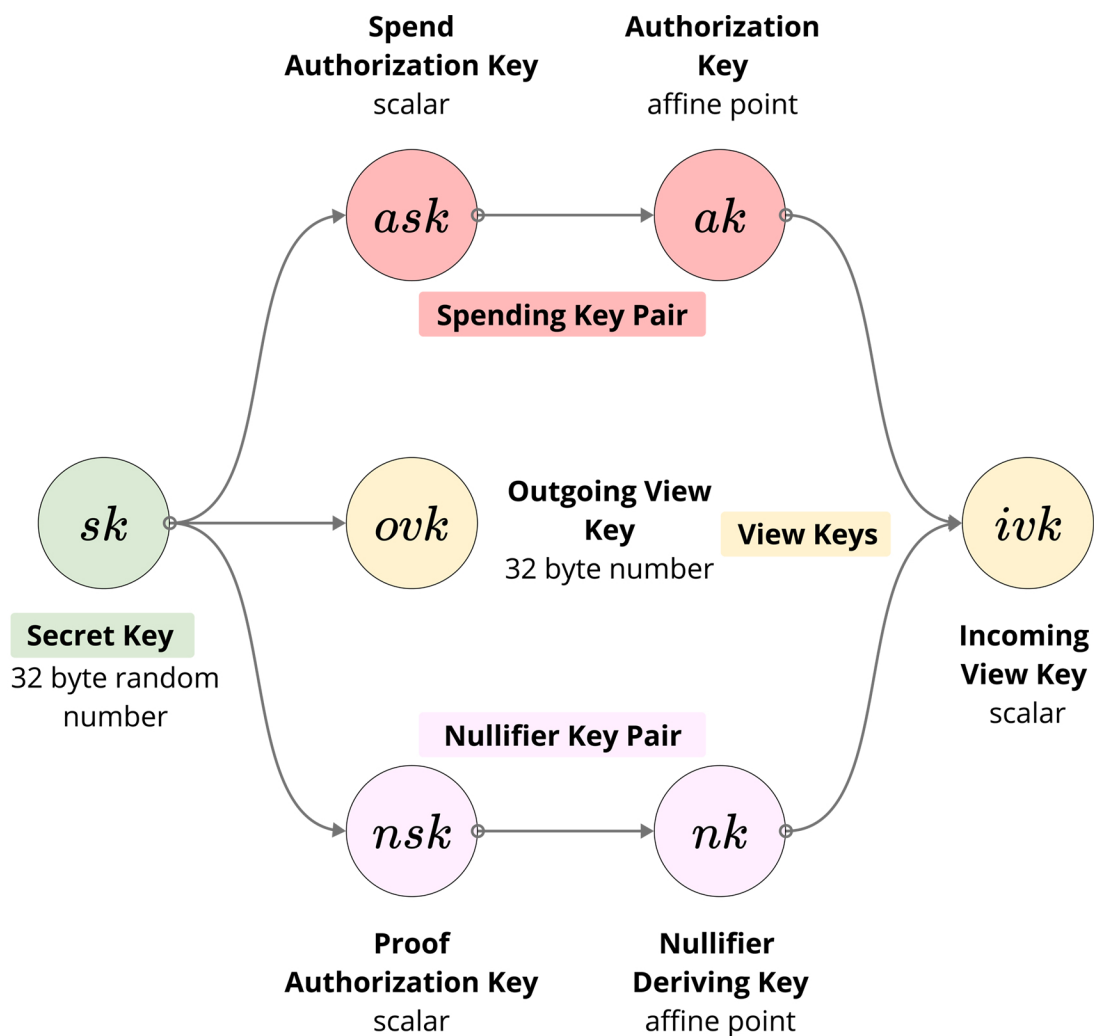 Spend
Authorization Key
scalar
Authorization
Key
affine point
ask
ak
Spending Key Pair
sk
ovk
Outgoing View
Key
32 byte number
View Keys
ivk
Secret Key
32 byte random
number
Incoming
View Key
scalar
Nullifier Key Pair
nsk
nk
Proof
Authorization Key
scalar
Nullifier
Deriving Key
affine point